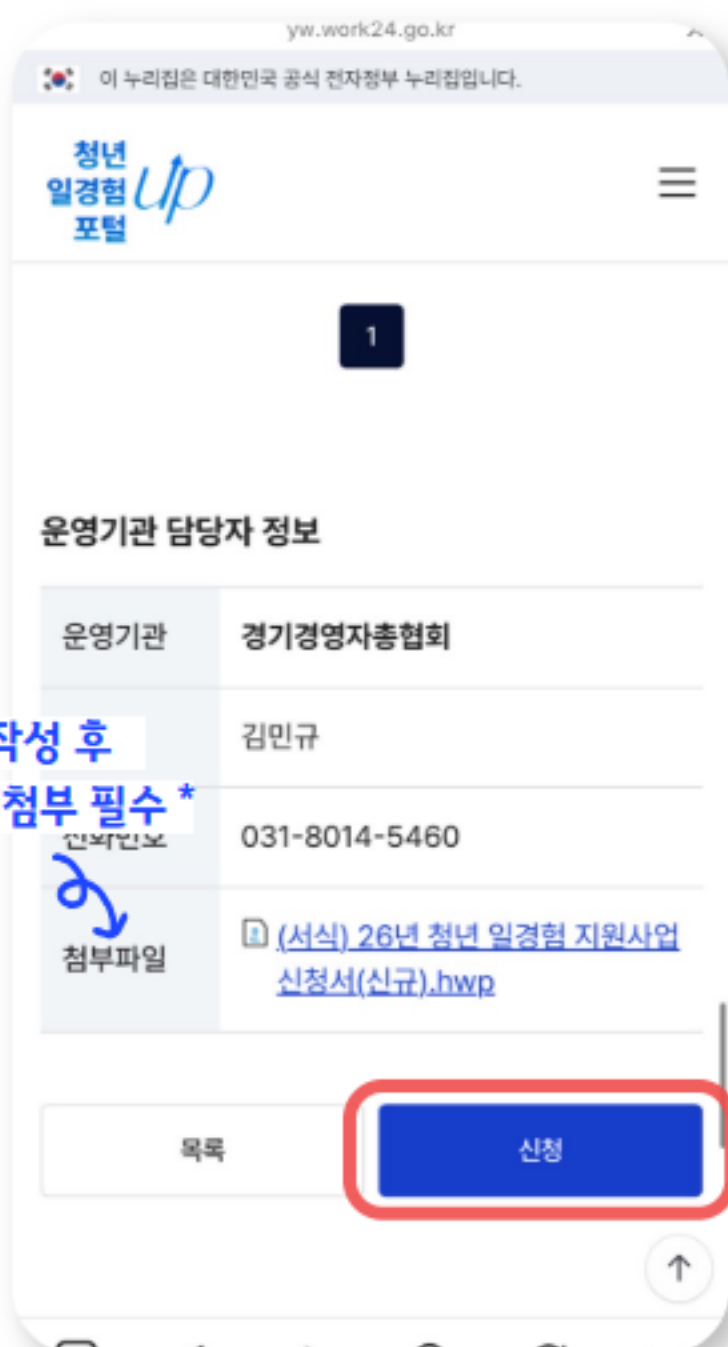 yw.work24.go.kr
이 누리집은 대한민국 공식 전자정부 누리집입니다.
청년
일경험 up
포털
1
운영기관 담당자 정보
운영기관 경기경영자총협회
김민규
작성 후
첨부 필수 *
전화번호 031-8014-5460
첨부파일 (서식) 26년 청년 일경험 지원사업
신청서(신규).hwp
목록 신청